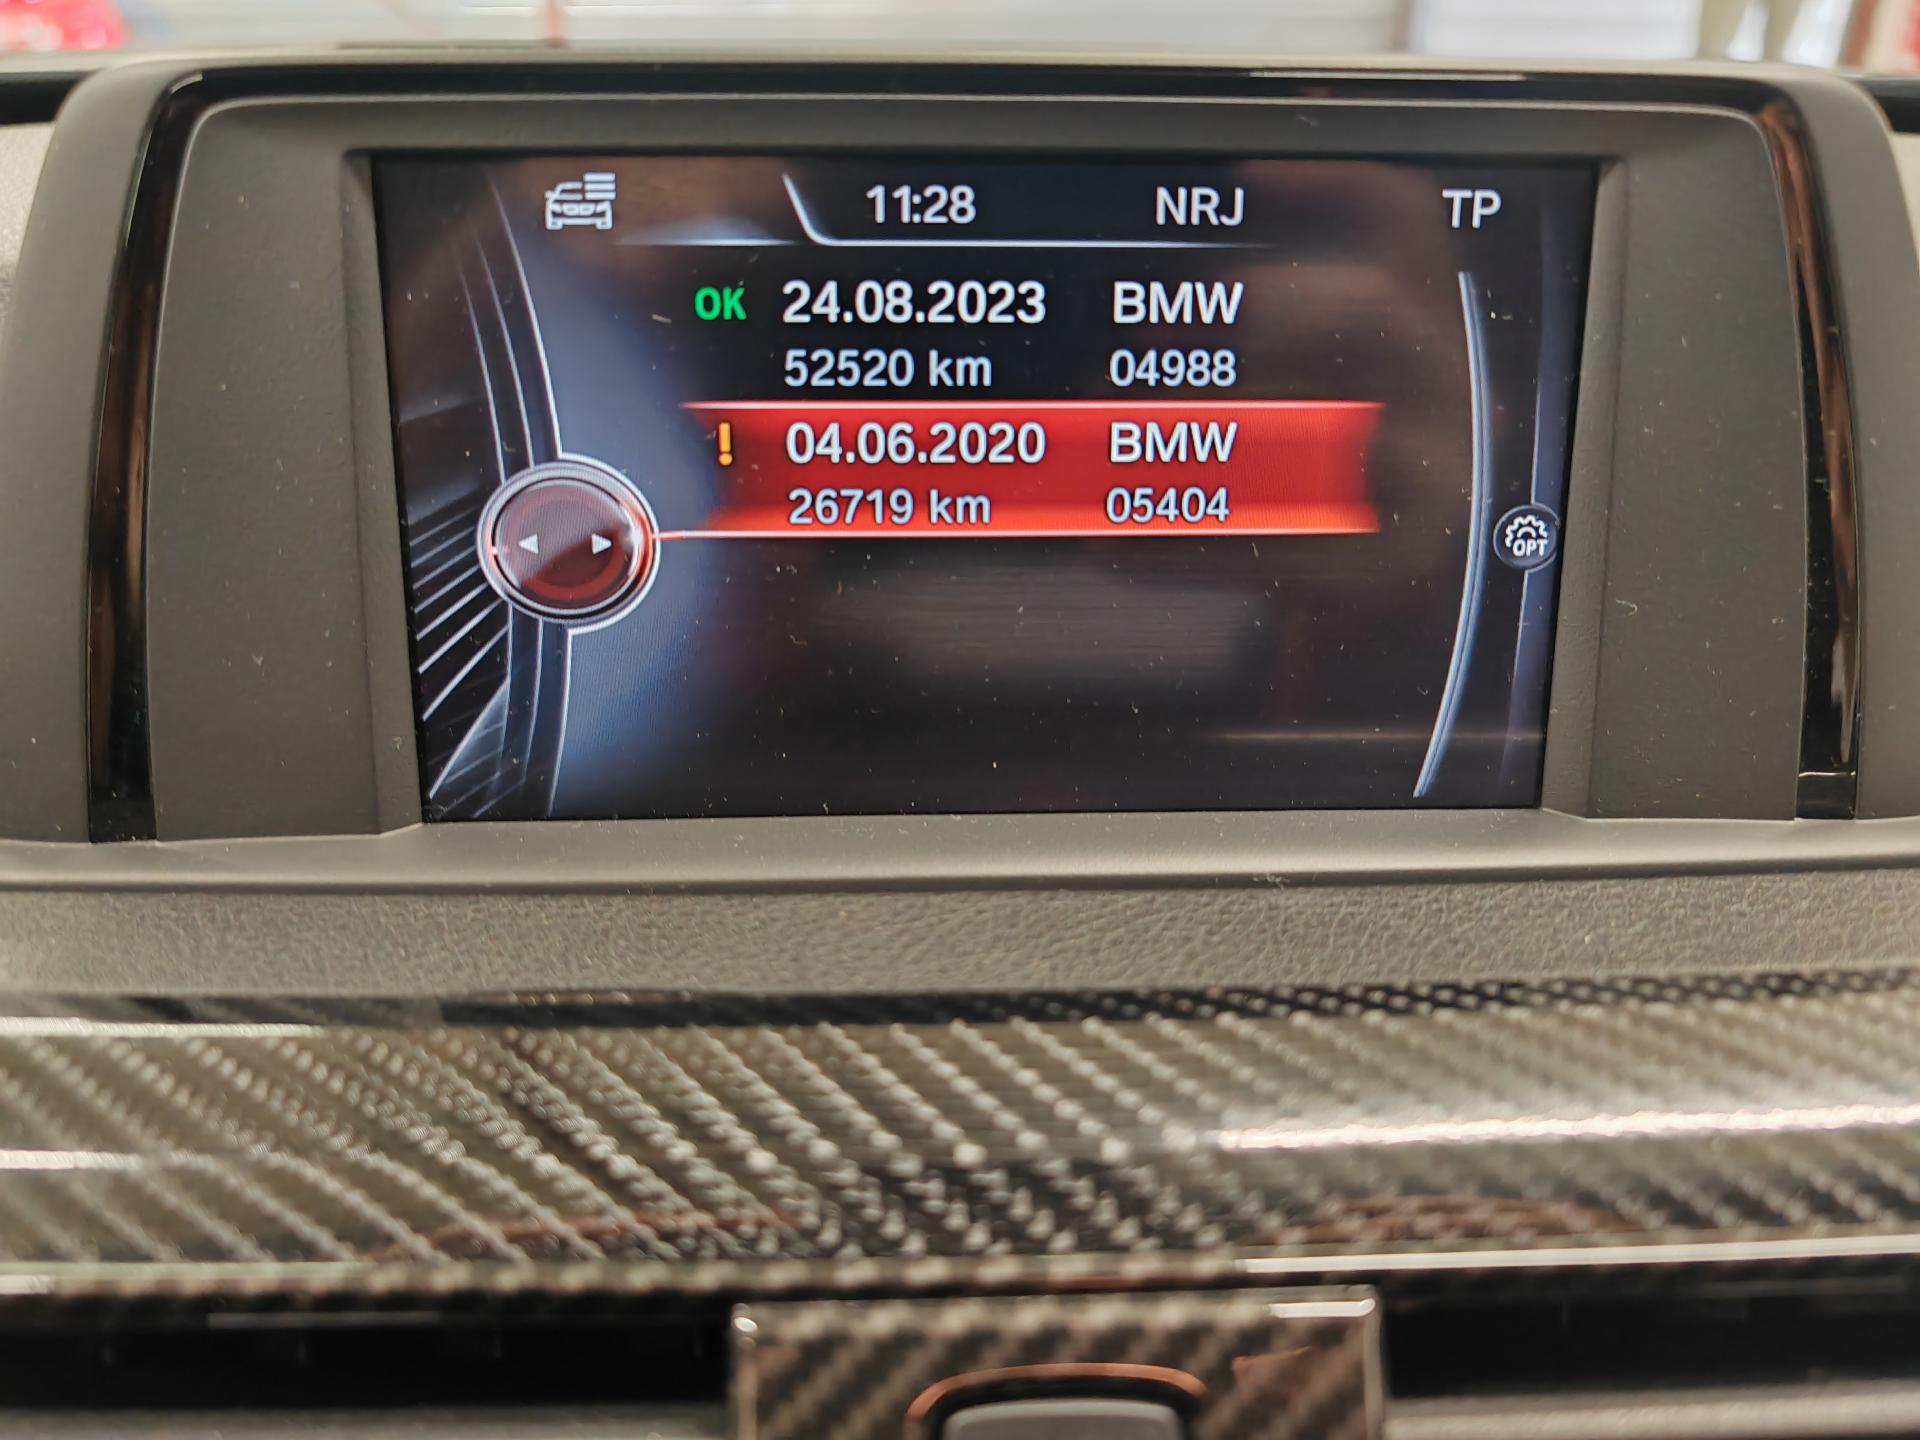 11:28 NRJ TP
OK 24.08.2023 BMW
52520 km 04988
! 04.06.2020 BMW
26719 km 05404
OPT